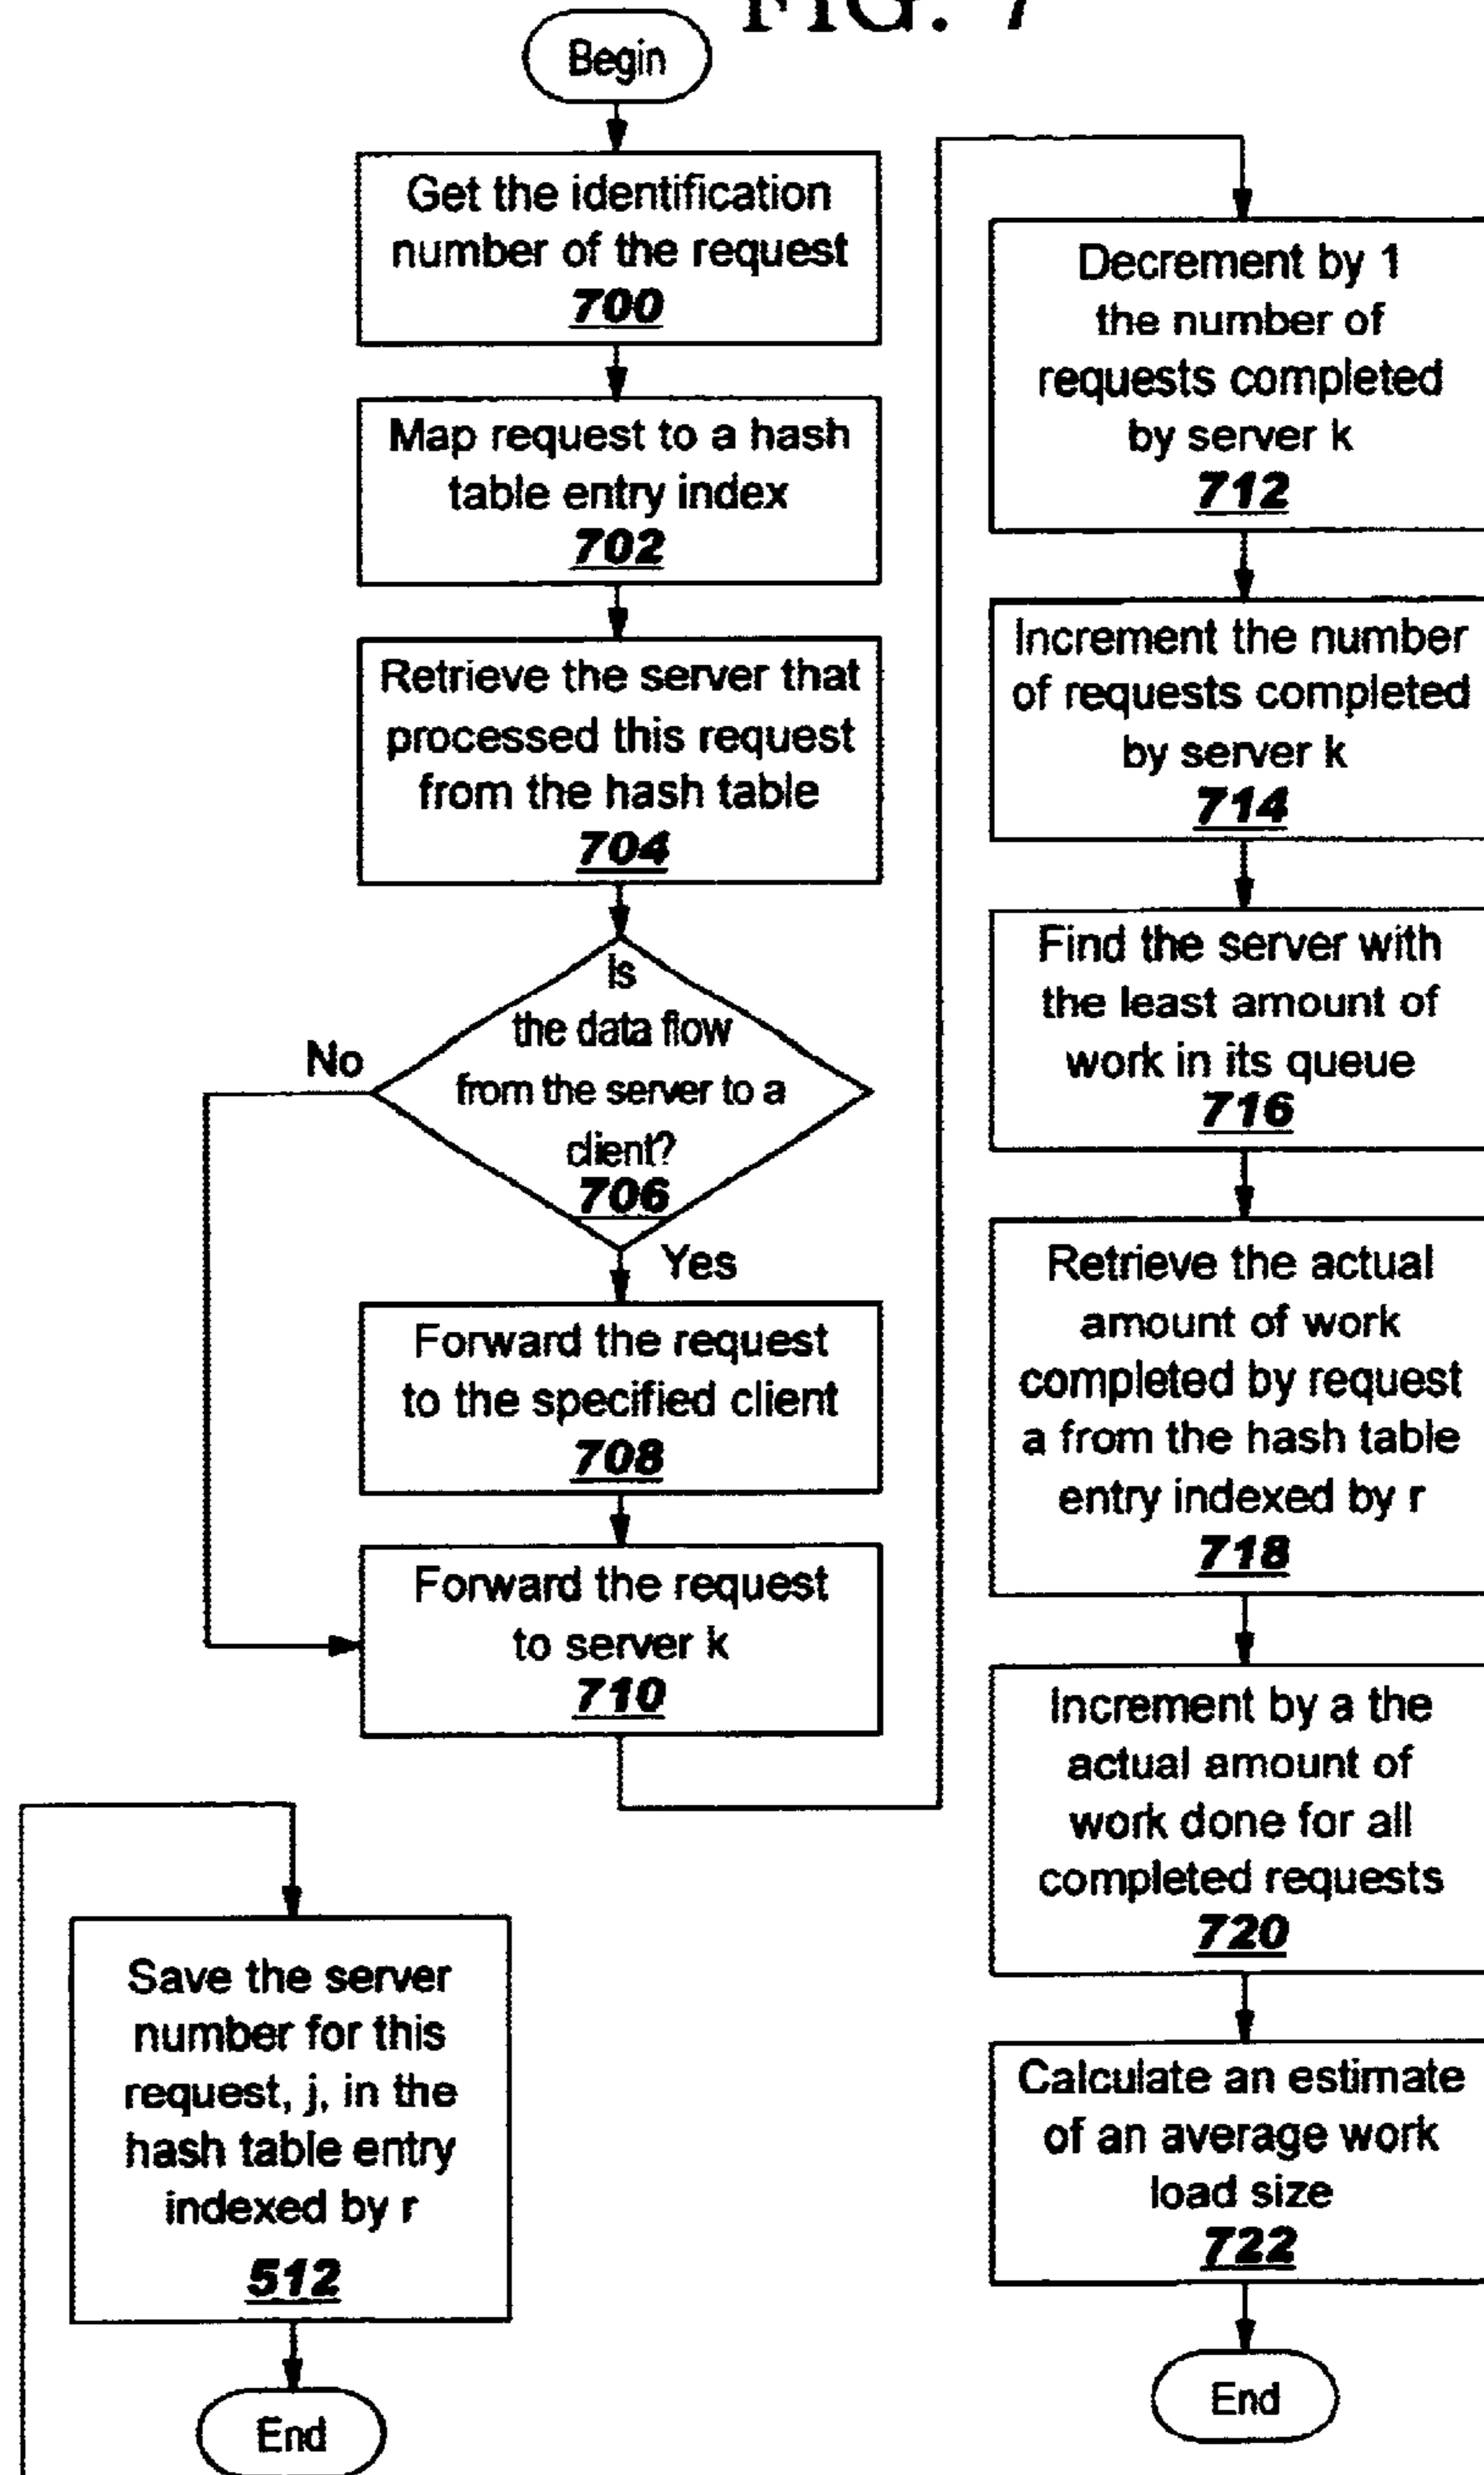 FIG. 7
Begin
Get the identification
number of the request
700
Map request to a hash
table entry index
702
Retrieve the server that
processed this request
from the hash table
704
Is
the data flow
from the server to a
client?
706
No
Yes
Forward the request
to the specified client
708
Forward the request
to server k
710
Decrement by 1
the number of
requests completed
by server k
712
Increment the number
of requests completed
by server k
714
Find the server with
the least amount of
work in its queue
716
Retrieve the actual
amount of work
completed by request
a from the hash table
entry indexed by r
718
Increment by a the
actual amount of
work done for all
completed requests
720
Calculate an estimate
of an average work
load size
722
End
Save the server
number for this
request, j, in the
hash table entry
indexed by r
512
End